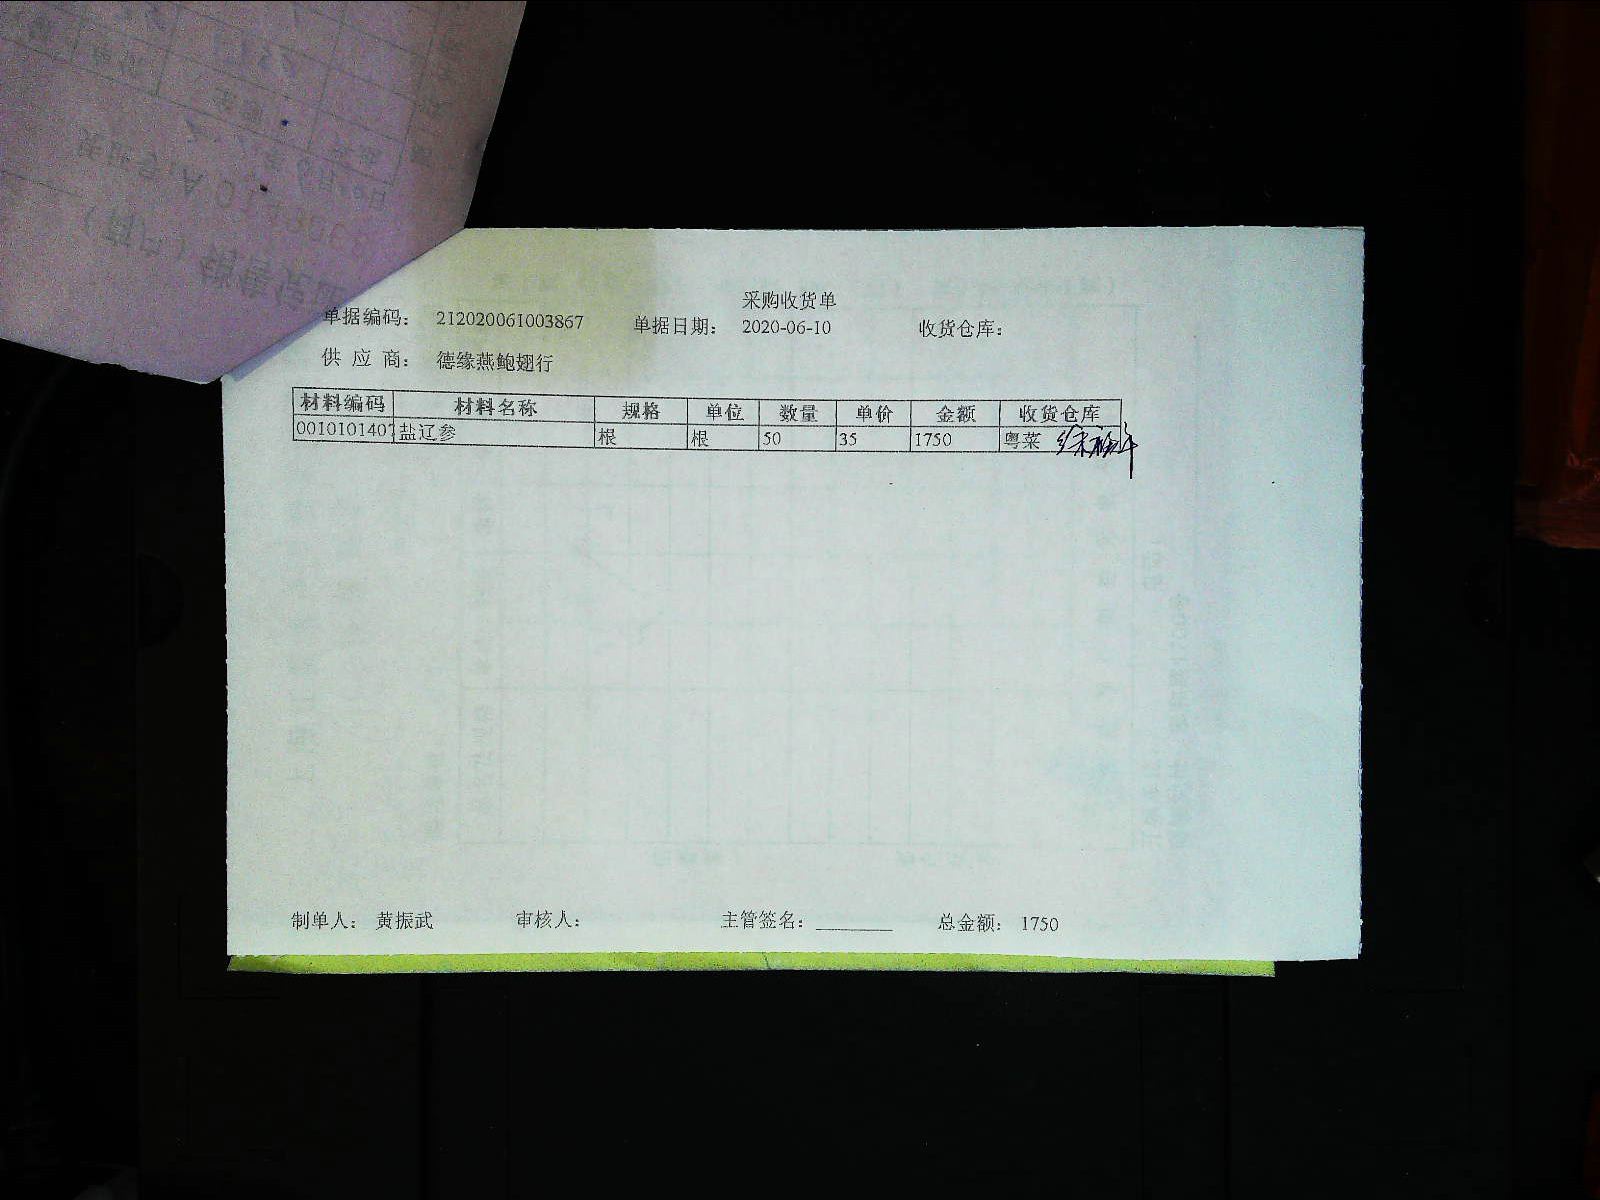 采购收货单
单据编码： 212020061003867 单据日期： 2020-06-10 收货仓库：
供 应 商： 德缘燕鲍翅行
材料编码 材料名称 规格 单位 数量 单价 金额 收货仓库
0010101407 盐辽参 根 根 50 35 1750 粤菜
制单人： 黄振武 审核人： 主管签名： 总金额： 1750